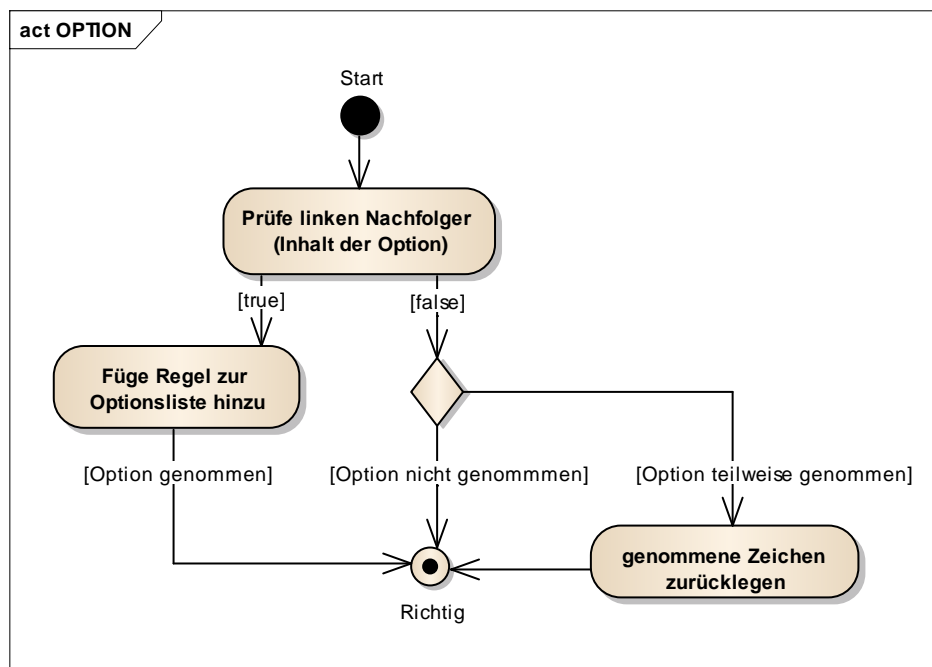 act OPTION
Start
Prüfe linken Nachfolger
(Inhalt der Option)
[true]
[false]
Füge Regel zur
Optionsliste hinzu
[Option genommen]
[Option nicht genommmen]
[Option teilweise genommen]
genommene Zeichen
zurücklegen
Richtig